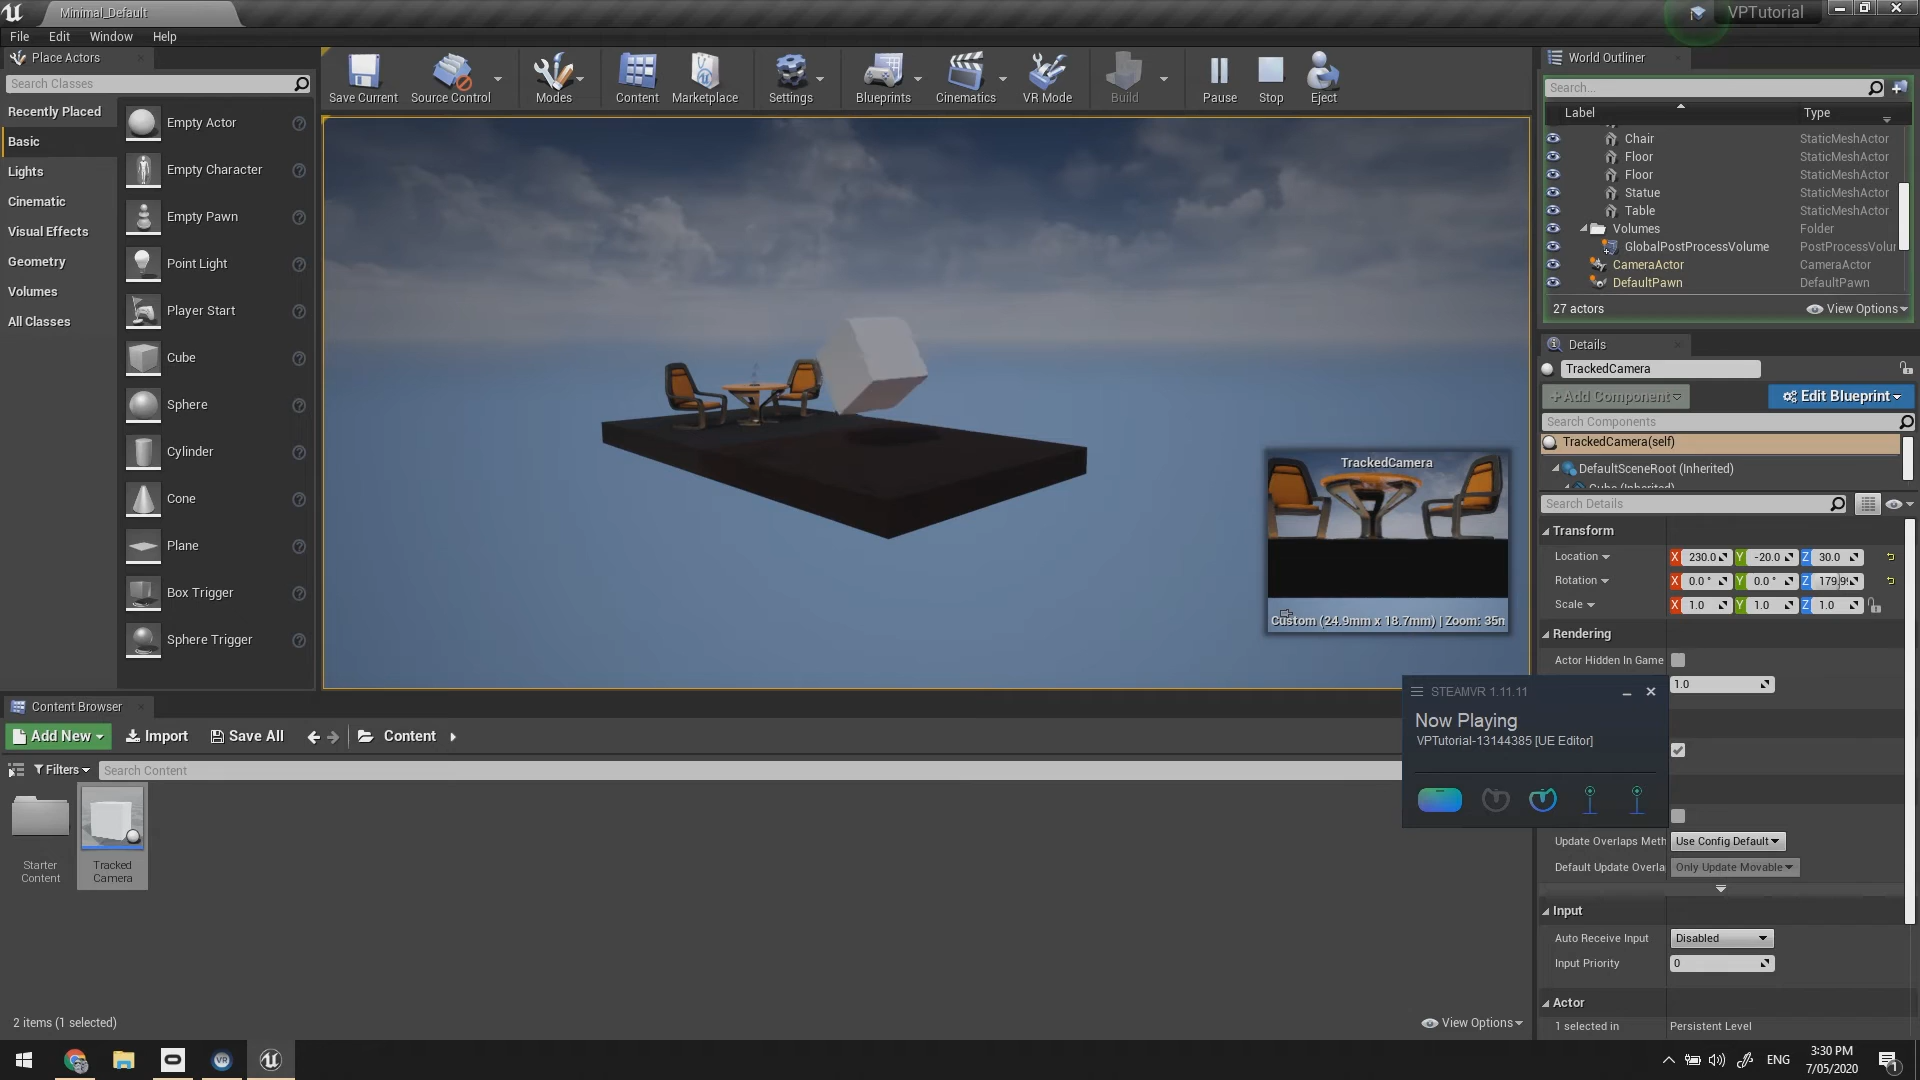 Minimal_Default
VPTutorial
File Edit Window Help
Place Actors
Search Classes
Recently Placed
Basic
Lights
Cinematic
Visual Effects
Geometry
Volumes
All Classes
Empty Actor
Empty Character
Empty Pawn
Point Light
Player Start
Cube
Sphere
Cylinder
Cone
Plane
Box Trigger
Sphere Trigger
Save Current
Source Control
Modes
Content
Marketplace
Settings
Blueprints
Cinematics
VR Mode
Build
Pause
Stop
Eject
TrackedCamera
Custom (24.9mm x 18.7mm) | Zoom: 35
World Outliner
Search...
Label Type
Chair StaticMeshActor
Floor StaticMeshActor
Floor StaticMeshActor
Statue StaticMeshActor
Table StaticMeshActor
Volumes Folder
GlobalPostProcessVolume PostProcessVolu
CameraActor CameraActor
DefaultPawn DefaultPawn
27 actors View Options
Details
TrackedCamera
+ Add Component Edit Blueprint
Search Components
TrackedCamera(self)
DefaultSceneRoot (Inherited)
Cube (Inherited)
Search Details
Transform
Location X 230.0 Y -20.0 Z 30.0
Rotation X 0.0 ° Y 0.0 ° Z 179.9
Scale X 1.0 Y 1.0 Z 1.0
Rendering
Actor Hidden In Game
1.0
Update Overlaps Meth Use Config Default
Default Update Overla Only Update Movable
Input
Auto Receive Input Disabled
Input Priority 0
Actor
1 selected in Persistent Level
STEAMVR 1.11.11
Now Playing
VPTutorial-13144385 [UE Editor]
Content Browser
Add New Import Save All Content
Filters Search Content
Starter
Content
Tracked
Camera
2 items (1 selected)
View Options
VR
ENG
3:30 PM
7/05/2020
1